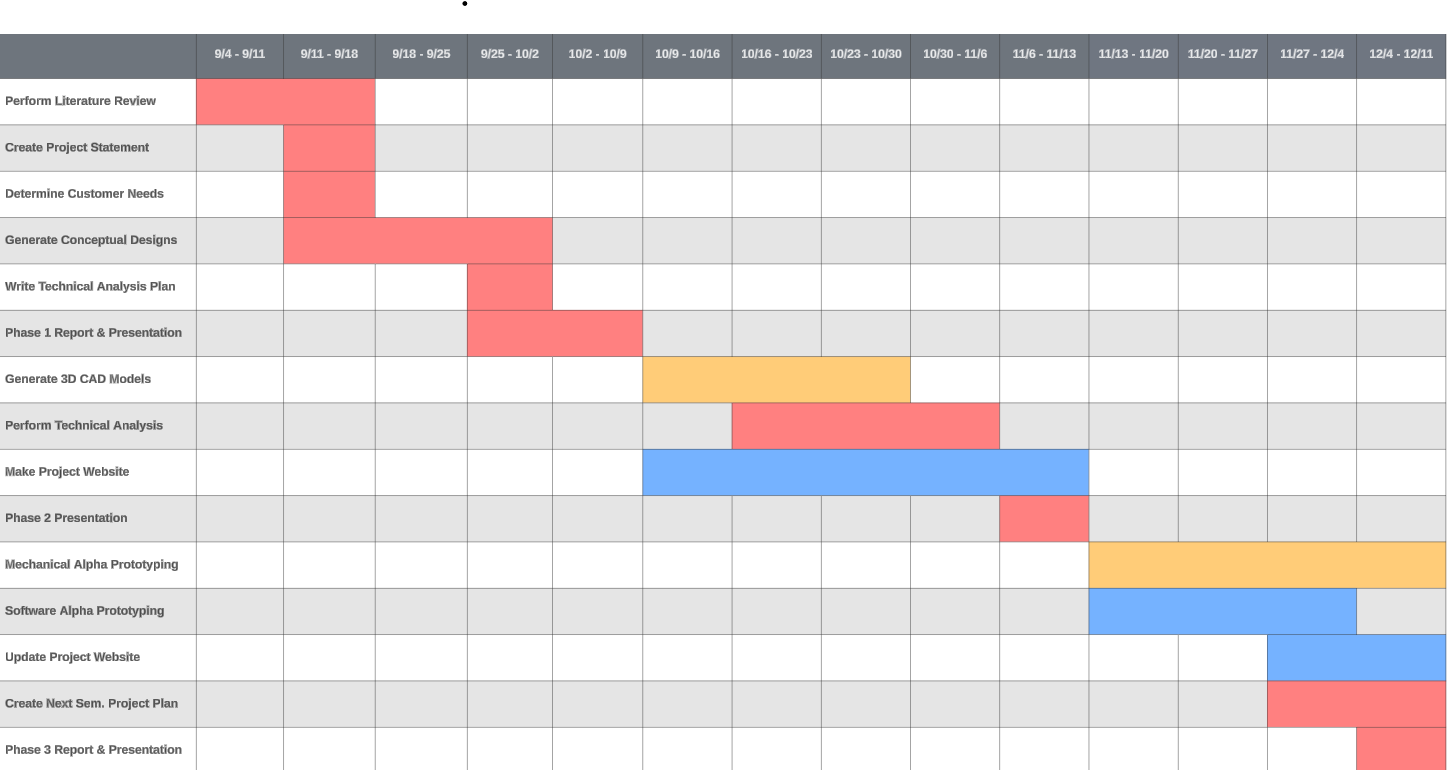 9/4 - 9/11 9/11 - 9/18 9/18 - 9/25 9/25 - 10/2 10/2 - 10/9 10/9 - 10/16 10/16 - 10/23 10/23 - 10/30 10/30 - 11/6 11/6 - 11/13 11/13 - 11/20 11/20 - 11/27 11/27 - 12/4 12/4 - 12/11
Perform Literature Review
Create Project Statement
Determine Customer Needs
Generate Conceptual Designs
Write Technical Analysis Plan
Phase 1 Report & Presentation
Generate 3D CAD Models
Perform Technical Analysis
Make Project Website
Phase 2 Presentation
Mechanical Alpha Prototyping
Software Alpha Prototyping
Update Project Website
Create Next Sem. Project Plan
Phase 3 Report & Presentation